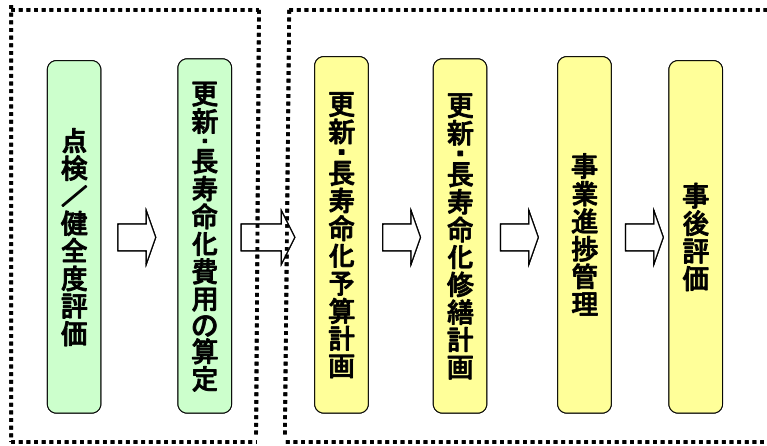 点検／健全度評価
更新・長寿命化費用の算定
更新・長寿命化予算計画
更新・長寿命化修繕計画
事業進捗管理
事後評価